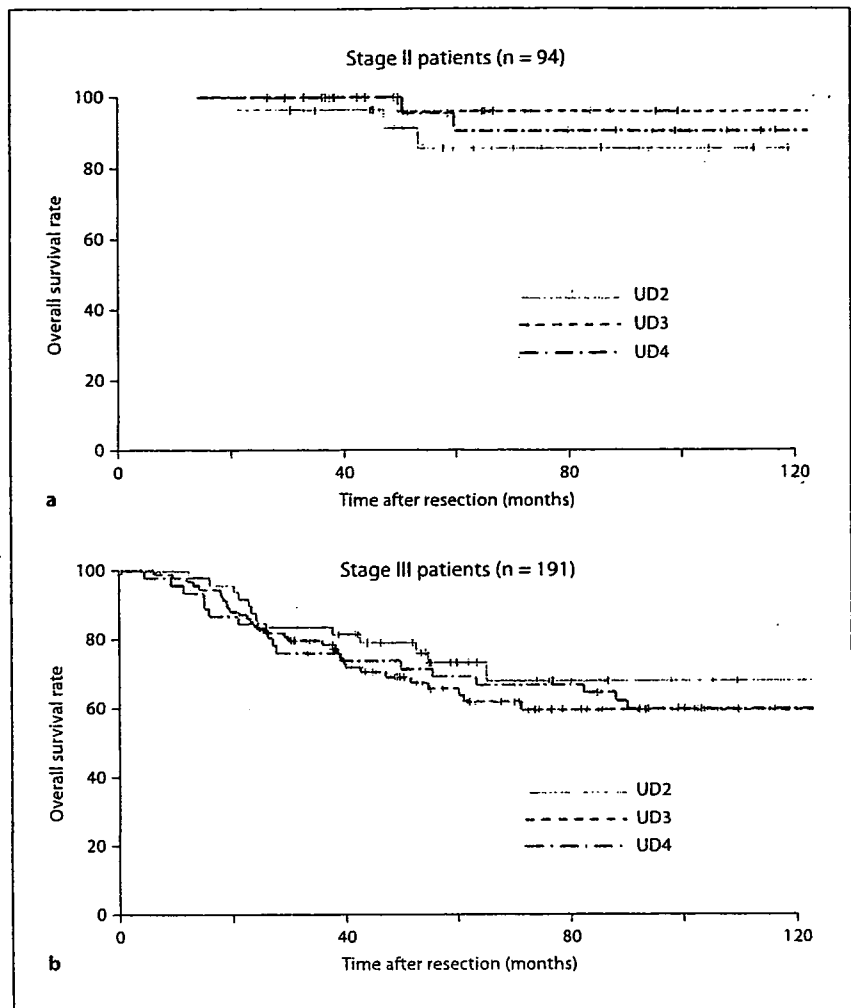 Stage II patients (n = 94)
Overall survival rate
100
80
60
40
20
0
UD2
UD3
UD4
0
40
80
120
Time after resection (months)
a
Stage III patients (n = 191)
Overall survival rate
100
80
60
40
20
0
UD2
UD3
UD4
0
40
80
120
Time after resection (months)
b